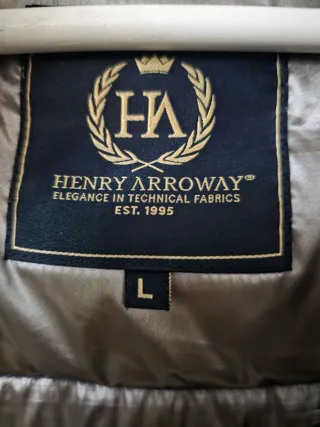 HA
HENRY ARROWAY
ELEGANCE IN TECHNICAL FABRICS
EST. 1995
L